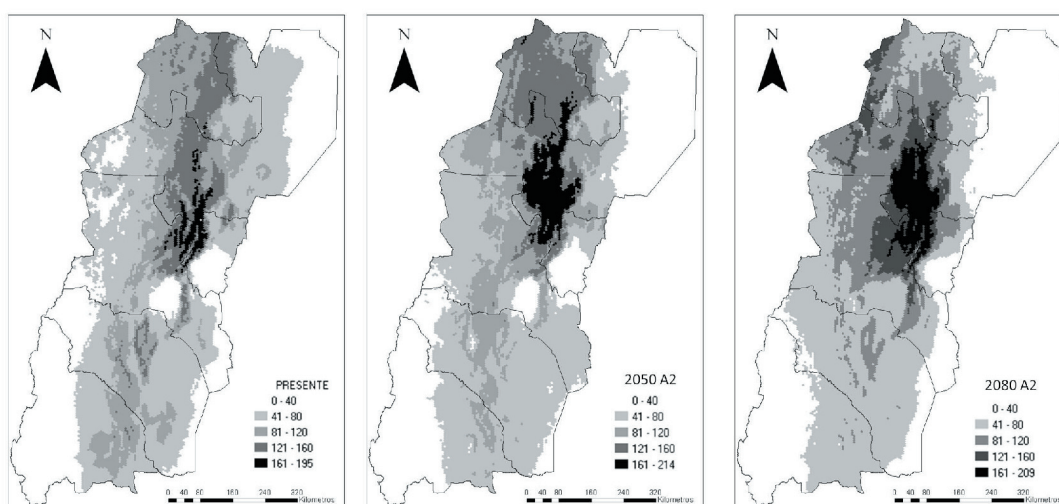 N
PRESENTE
0 - 40
41 - 80
81 - 120
121 - 160
161 - 195
0 40 80 160 240 320
Kilometros
N
2050 A2
0 - 40
41 - 80
81 - 120
121 - 160
161 - 214
0 40 80 160 240 320
Kilometros
N
2080 A2
0 - 40
41 - 80
81 - 120
121 - 160
161 - 209
0 40 80 160 240 320
Kilometros